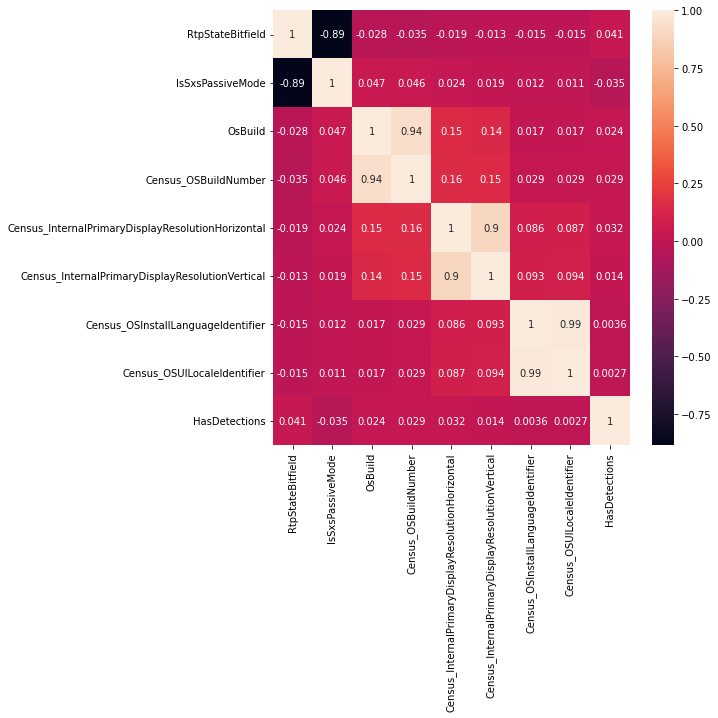 RtpStateBitfield 1 -0.89 -0.028 -0.035 -0.019 -0.013 -0.015 -0.015 0.041
IsSxsPassiveMode -0.89 1 0.047 0.046 0.024 0.019 0.012 0.011 -0.035
OsBuild -0.028 0.047 1 0.94 0.15 0.14 0.017 0.017 0.024
Census_OSBuildNumber -0.035 0.046 0.94 1 0.16 0.15 0.029 0.029 0.029
Census_InternalPrimaryDisplayResolutionHorizontal -0.019 0.024 0.15 0.16 1 0.9 0.086 0.087 0.032
Census_InternalPrimaryDisplayResolutionVertical -0.013 0.019 0.14 0.15 0.9 1 0.093 0.094 0.014
Census_OSInstallLanguageIdentifier -0.015 0.012 0.017 0.029 0.086 0.093 1 0.99 0.0036
Census_OSUILocaleIdentifier -0.015 0.011 0.017 0.029 0.087 0.094 0.99 1 0.0027
HasDetections 0.041 -0.035 0.024 0.029 0.032 0.014 0.0036 0.0027 1
RtpStateBitfield
IsSxsPassiveMode
OsBuild
Census_OSBuildNumber
Census_InternalPrimaryDisplayResolutionHorizontal
Census_InternalPrimaryDisplayResolutionVertical
Census_OSInstallLanguageIdentifier
Census_OSUILocaleIdentifier
HasDetections
1.00
0.75
0.50
0.25
0.00
−0.25
−0.50
−0.75